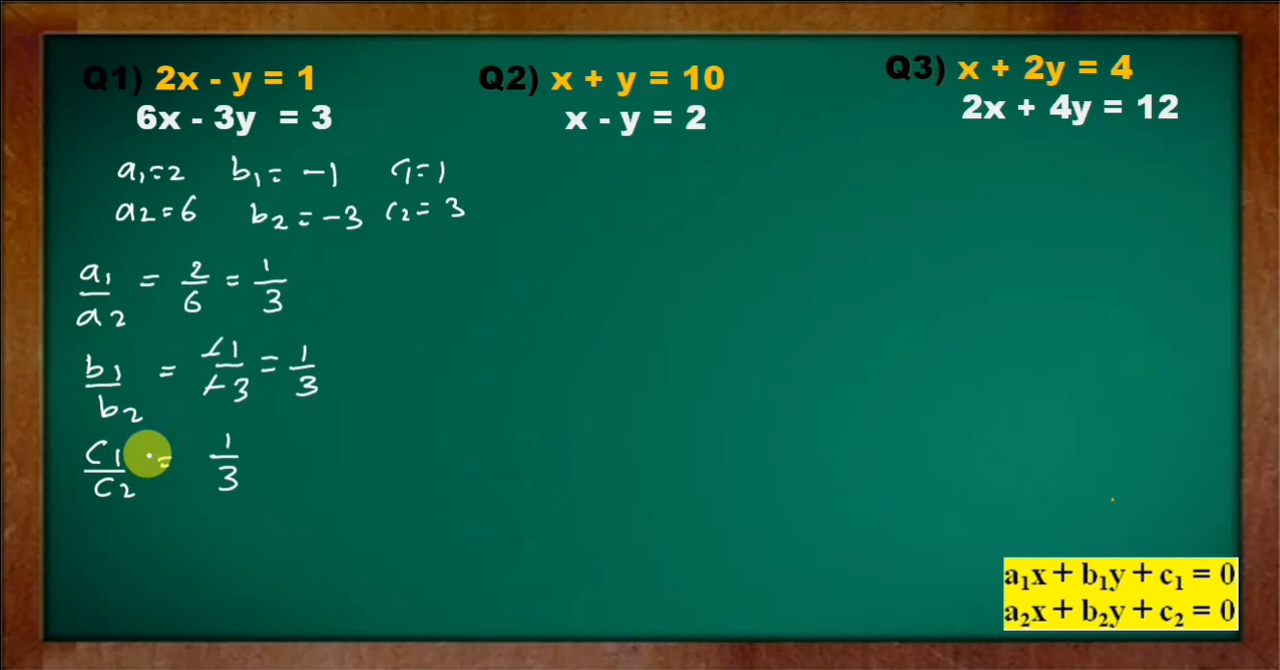 Q1) 2x - y = 1
6x - 3y = 3
Q2) x + y = 10
x - y = 2
Q3) x + 2y = 4
2x + 4y = 12
a₁=2 b₁= -1 c₁=1
a₂=6 b₂= -3 c₂= 3
a₁/a₂ = 2/6 = 1/3
b₁/b₂ = -1/-3 = 1/3
c₁/c₂ = 1/3
a₁x + b₁y + c₁ = 0
a₂x + b₂y + c₂ = 0